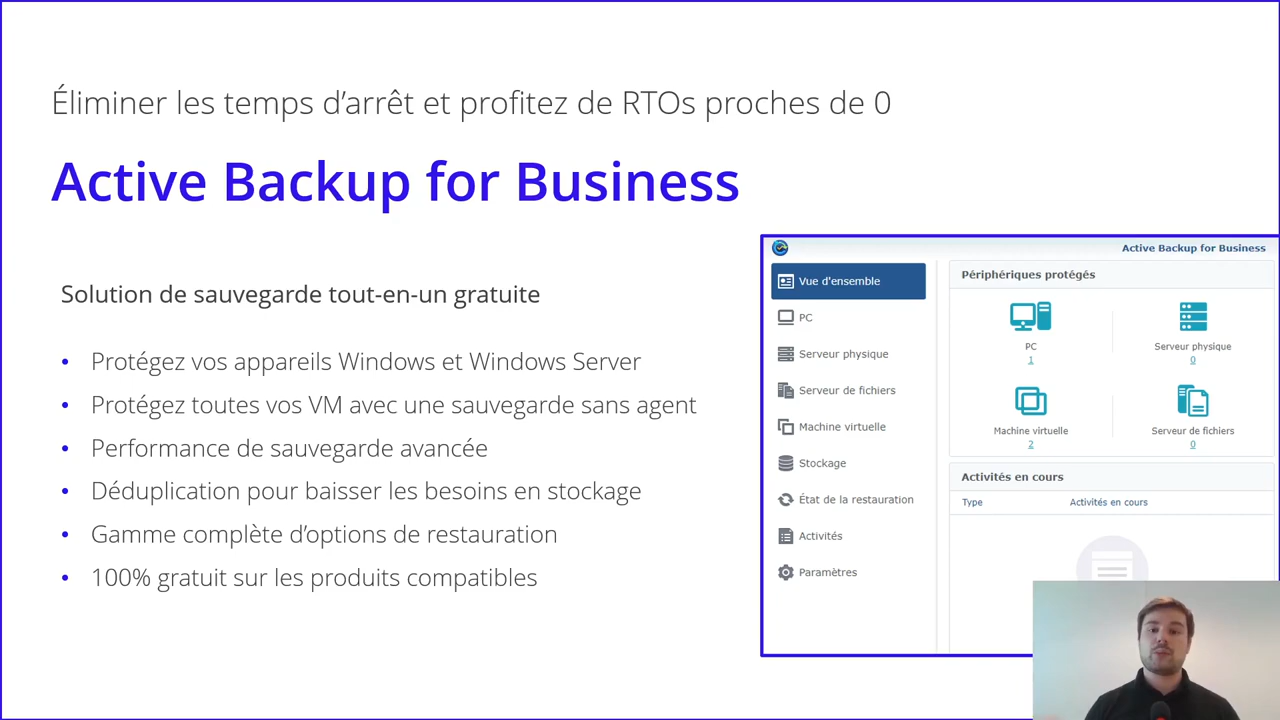 Éliminer les temps d’arrêt et profitez de RTOs proches de 0
Active Backup for Business
Solution de sauvegarde tout-en-un gratuite
• Protégez vos appareils Windows et Windows Server
• Protégez toutes vos VM avec une sauvegarde sans agent
• Performance de sauvegarde avancée
• Déduplication pour baisser les besoins en stockage
• Gamme complète d’options de restauration
• 100% gratuit sur les produits compatibles
Active Backup for Business
Vue d'ensemble
PC
Serveur physique
Serveur de fichiers
Machine virtuelle
Stockage
État de la restauration
Activités
Paramètres
Périphériques protégés
PC
1
Serveur physique
0
Machine virtuelle
2
Serveur de fichiers
0
Activités en cours
Type Activités en cours